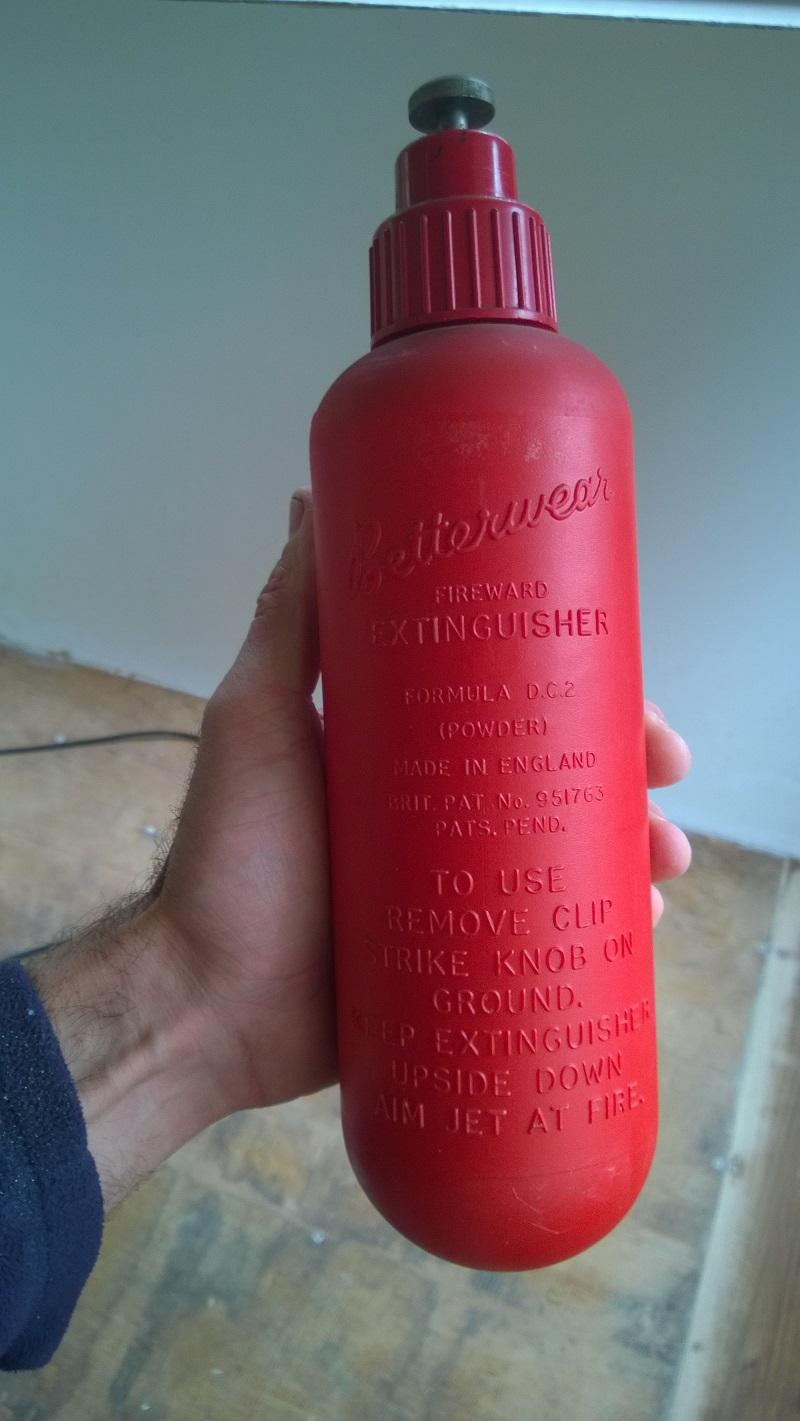 Betterwear
FIREWARD
EXTINGUISHER
FORMULA D.C.2
(POWDER)
MADE IN ENGLAND
BRIT. PAT. No. 951763
PATS. PEND.
TO USE
REMOVE CLIP
STRIKE KNOB ON
GROUND.
KEEP EXTINGUISHER
UPSIDE DOWN
AIM JET AT FIRE.